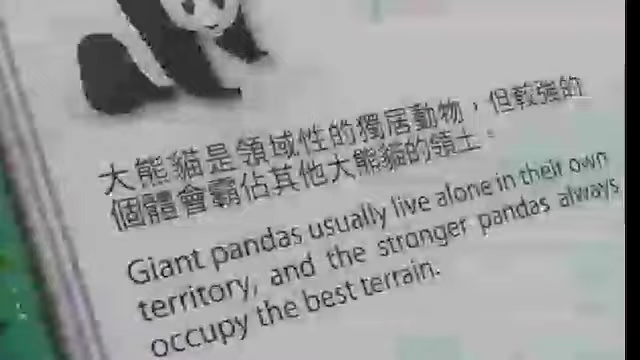 大熊貓是領域性的獨居動物，但較強的
個體會霸佔其他大熊貓的領土。
Giant pandas usually live alone in their own
territory, and the stronger pandas always
occupy the best terrain.